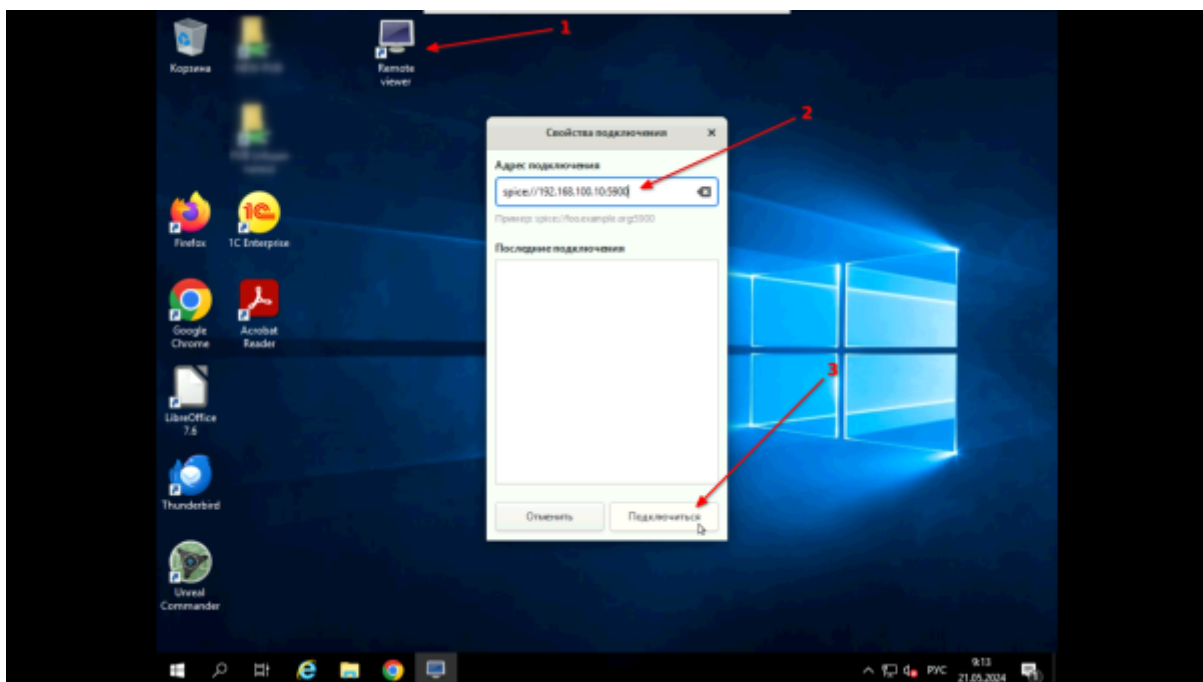 1
Корзина
Remote
viewer
2
Свойства подключения
Адрес подключения
spice://192.168.100.10:5900
Пример: spice://foo.example.org:5900
Последние подключения
Firefox
1C
1C Enterprise
Google
Chrome
Acrobat
Reader
3
LibreOffice
7.6
Thunderbird
Отменить
Подключиться
Unreal
Commander
РУС
9:13
21.05.2024